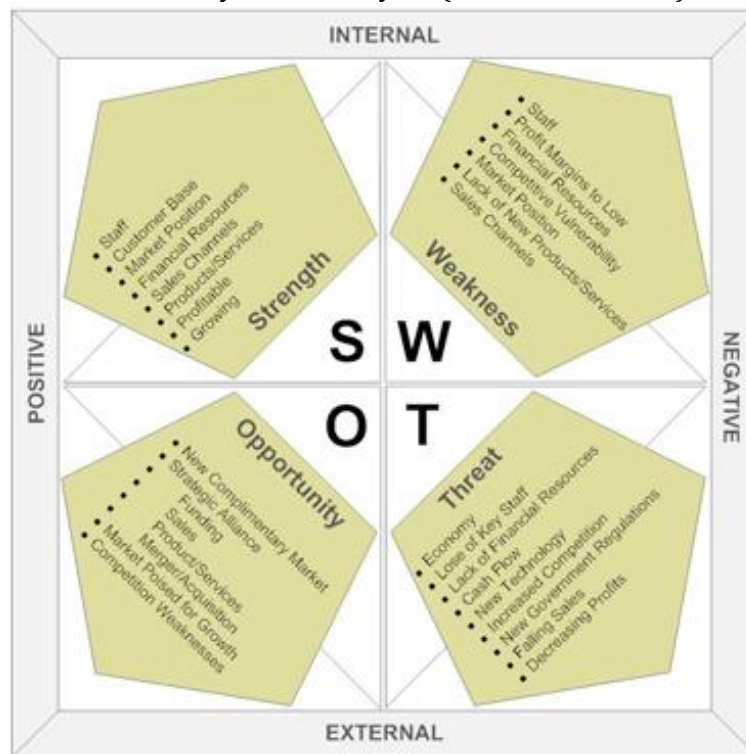 INTERNAL
POSITIVE
NEGATIVE
EXTERNAL
Staff
Customer Base
Market Position
Financial Resources
Sales Channels
Products/Services
Profitable
Growing
Strength
S
Staff
Profit Margins to Low
Financial Resources
Competitive Vulnerability
Market Position
Lack of New Products/Services
Sales Channels
Weakness
W
Opportunity
New Complimentary Market
Strategic Alliance
Funding
Sales
Product/Services
Merger/Acquisition
Market Poised for Growth
Competition Weaknesses
O
Threat
Economy
Lose of Key Staff
Lack of Financial Resources
Cash Flow
New Technology
Increased Competition
New Government Regulations
Falling Sales
Decreasing Profits
T